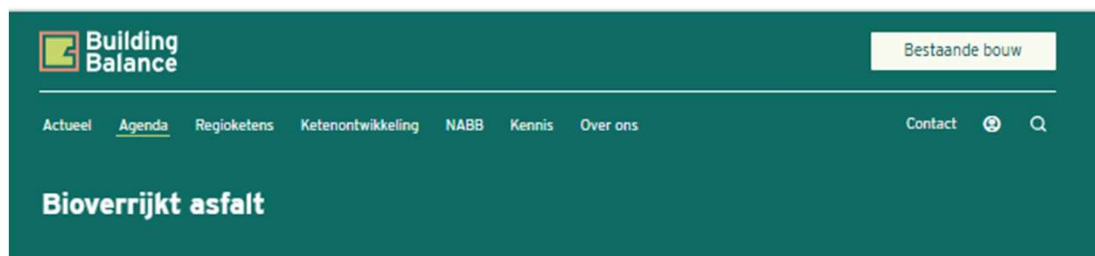 Building
Balance
Bestaande bouw
Actueel Agenda Regioketens Ketenontwikkeling NABB Kennis Over ons Contact
Bioverrijkt asfalt